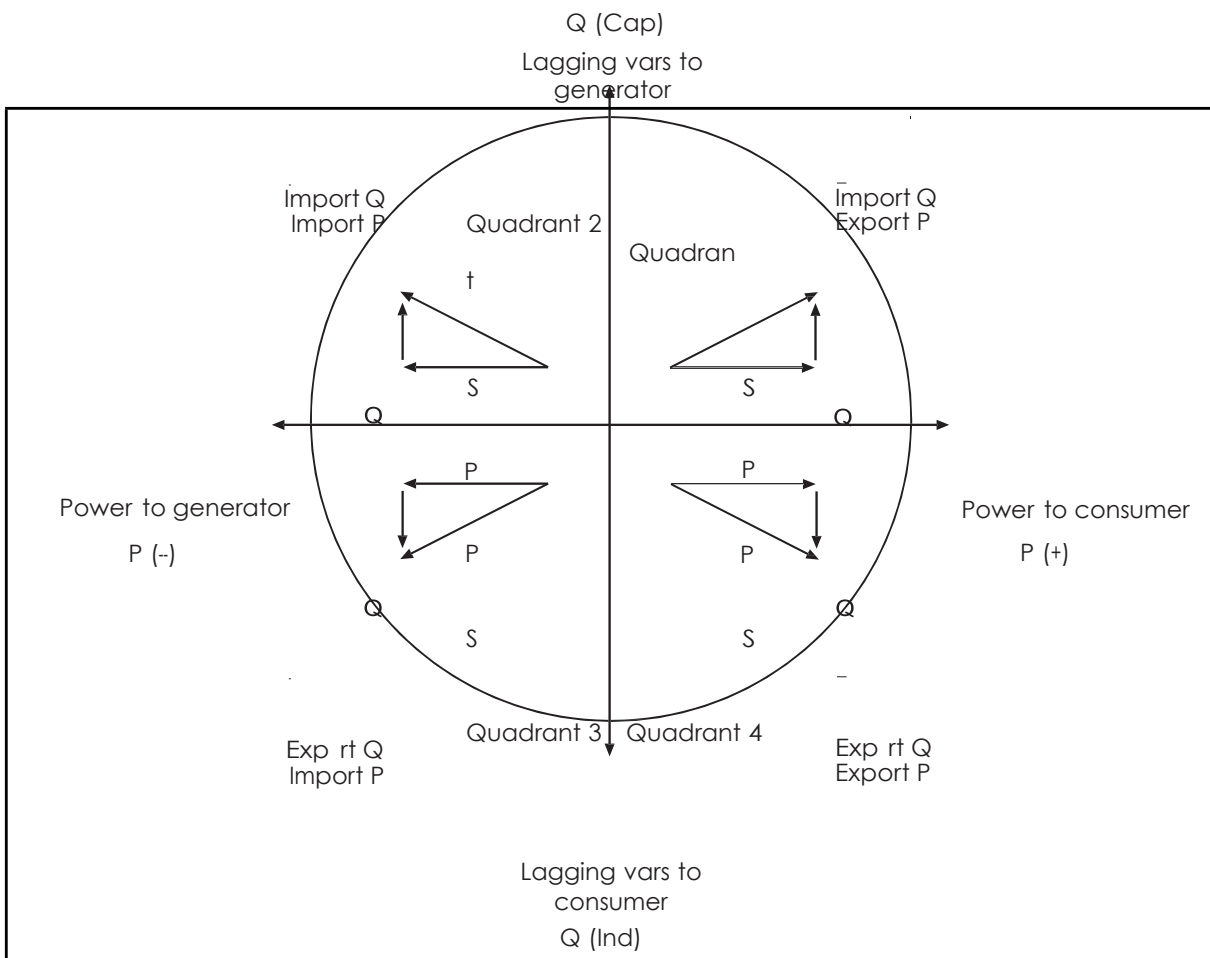 Q (Cap)
Lagging vars to
generator
Import Q
Import P
Quadrant 2
Import Q
Export P
Quadran
t
S
S
Q
Q
P
P
Power to generator
P (--)
P
P
Power to consumer
P (+)
Q
Q
S
S
Quadrant 3
Quadrant 4
Exp rt Q
Import P
Exp rt Q
Export P
Lagging vars to
consumer
Q (Ind)